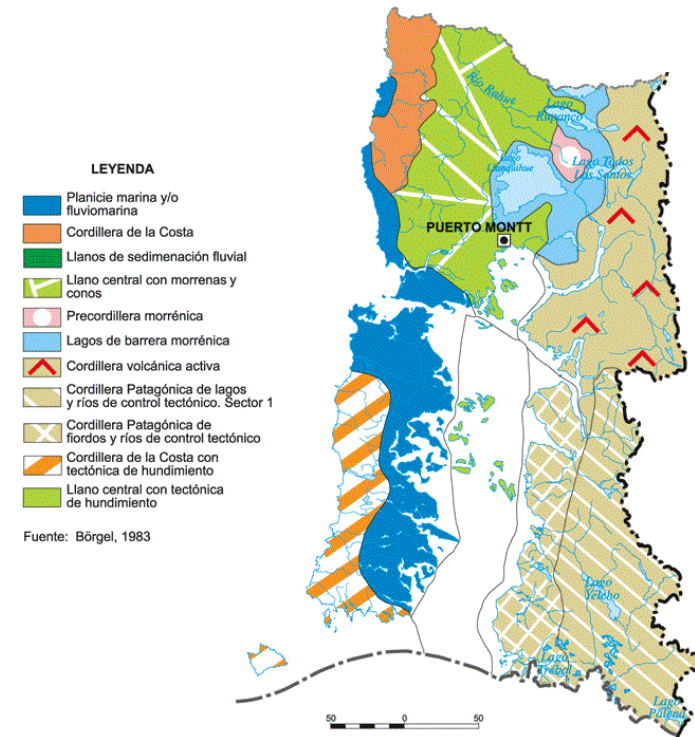 LEYENDA
Planicie marina y/o
fluviomarina
Cordillera de la Costa
Llanos de sedimenación fluvial
Llano central con morrenas y
conos
Precordillera morrénica
Lagos de barrera morrénica
Cordillera volcánica activa
Cordillera Patagónica de lagos
y ríos de control tectónico. Sector 1
Cordillera Patagónica de
fiordos y ríos de control tectónico
Cordillera de la Costa con
tectónica de hundimiento
Llano central con tectónica
de hundimiento
Fuente: Börgel, 1983
Río Rahue
Lago
Rupanco
Lago
Llanquihue
Lago Todos
Los Santos
PUERTO MONTT
Lago
Yelcho
Lago
Lago
Palena
50 0 50